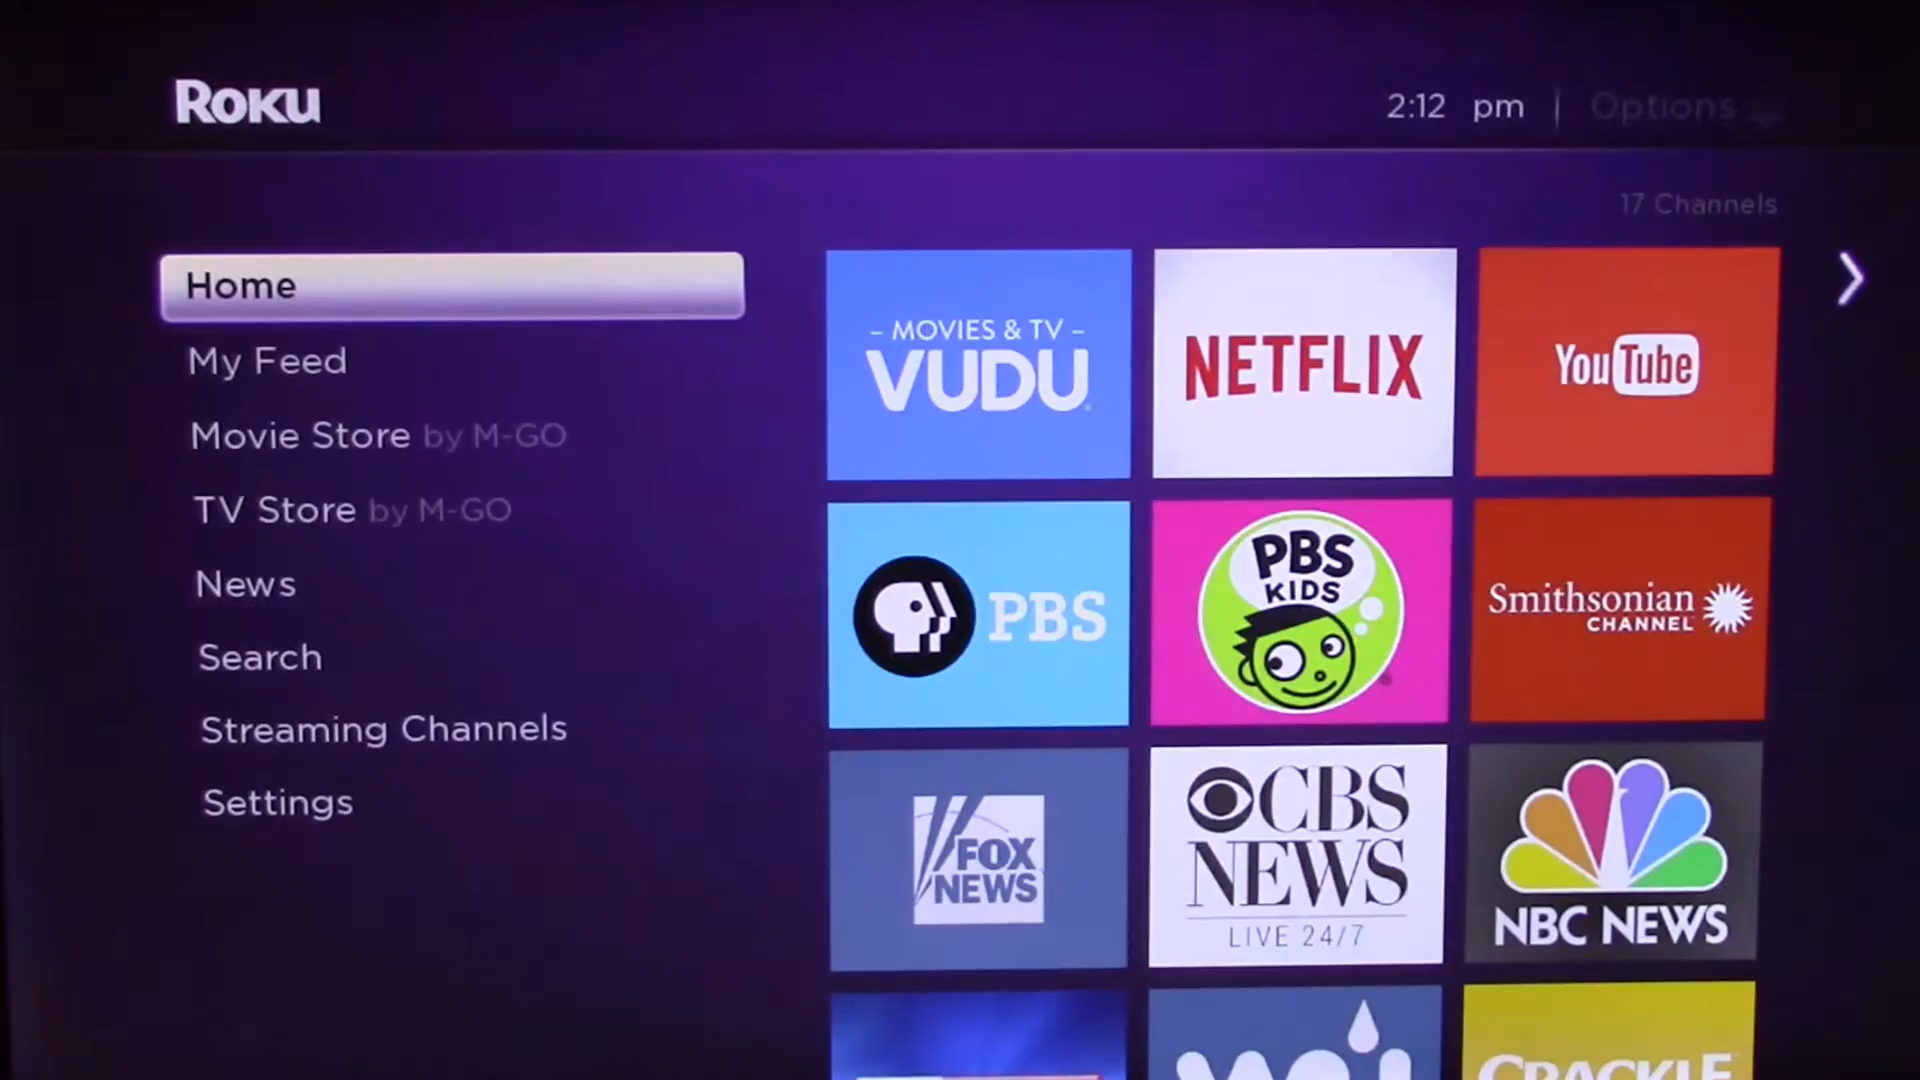 Roku
2:12 pm | Options
17 Channels
Home
My Feed
Movie Store by M-GO
TV Store by M-GO
News
Search
Streaming Channels
Settings
- MOVIES & TV -
VUDU
NETFLIX
YouTube
PBS
PBS
KIDS
Smithsonian
CHANNEL
FOX
NEWS
CBS
NEWS
LIVE 24/7
NBC NEWS
CRACKLE